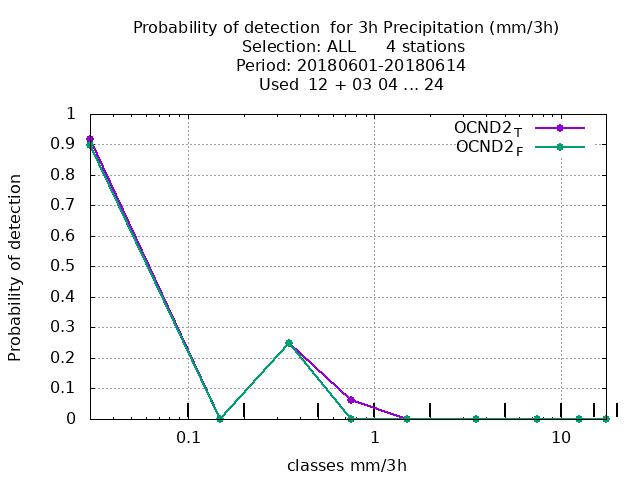 Probability of detection  for 3h Precipitation (mm/3h)
Selection: ALL      4 stations
Period: 20180601-20180614
Used  12 + 03 04 ... 24
OCND2T
OCND2F
Probability of detection
1
0.9
0.8
0.7
0.6
0.5
0.4
0.3
0.2
0.1
0
0.1 1 10
classes mm/3h